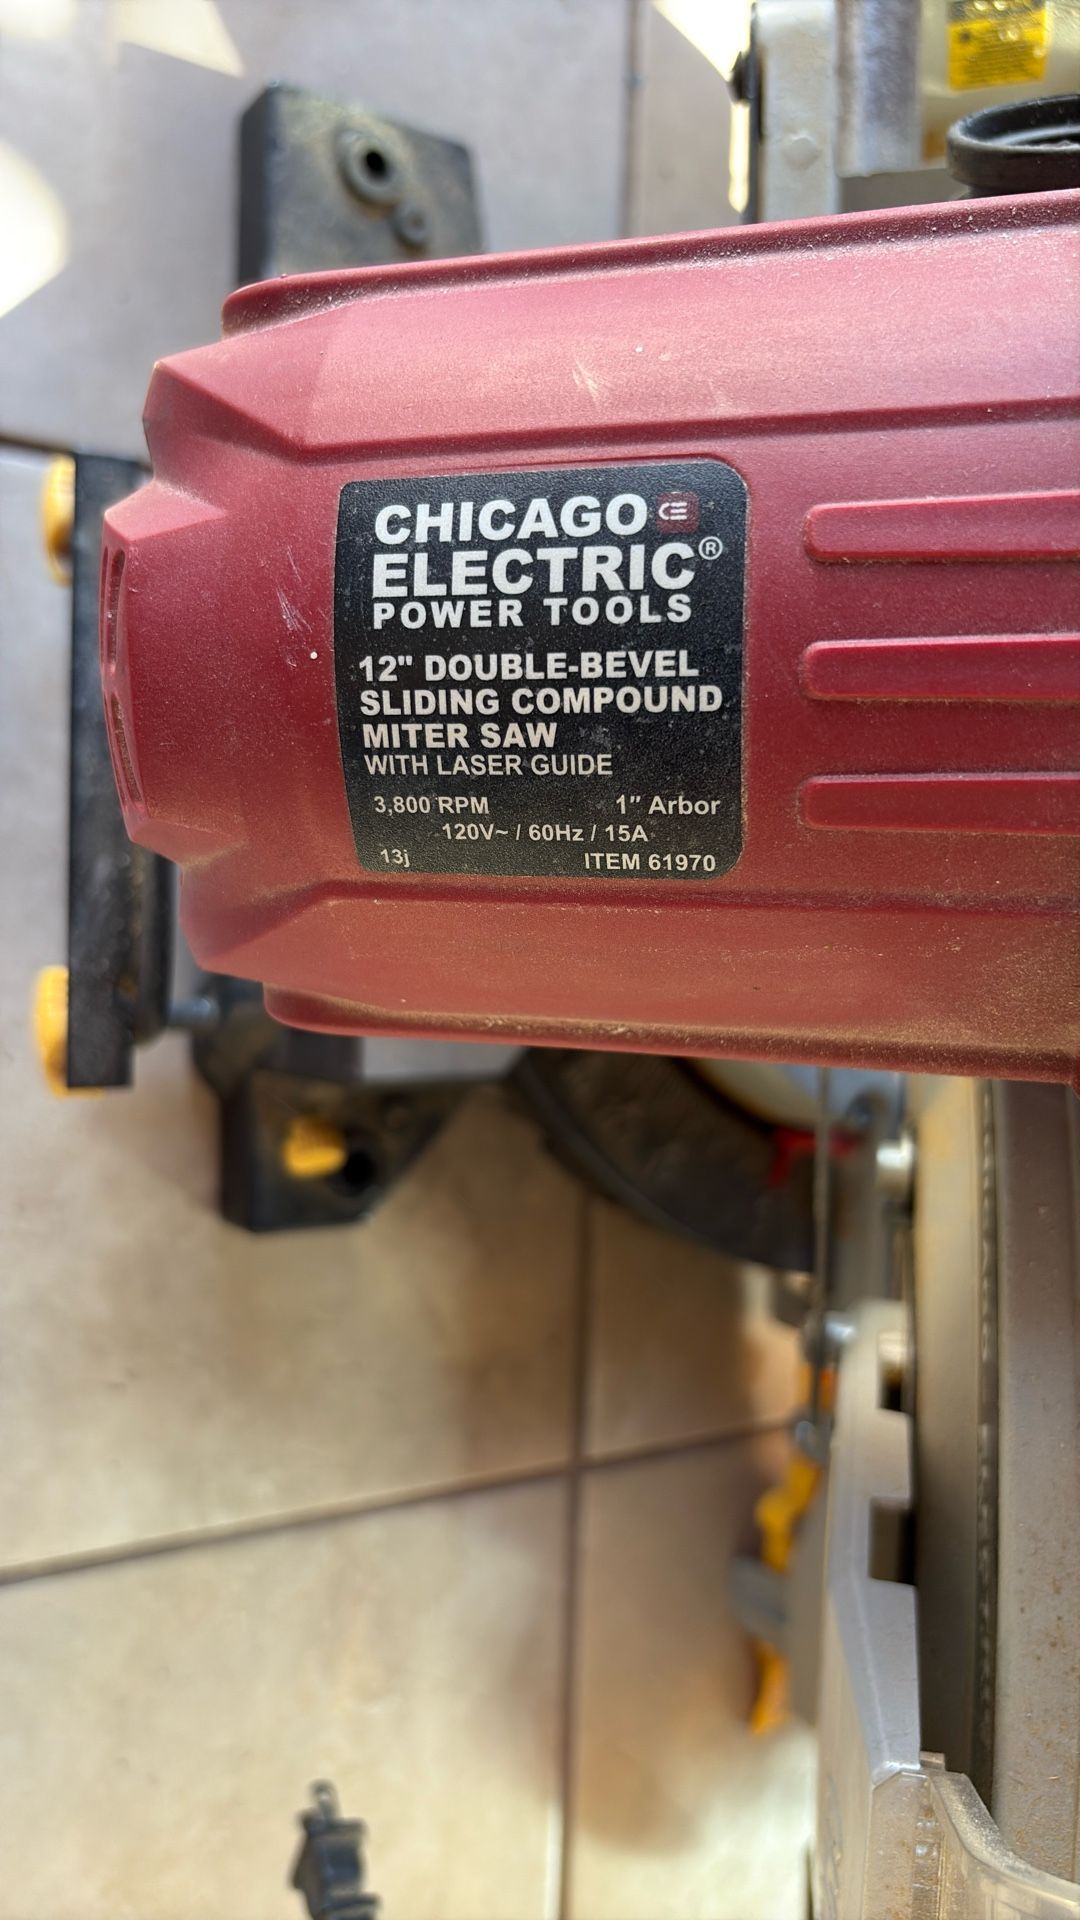 CHICAGO CE
ELECTRIC®
POWER TOOLS
12" DOUBLE-BEVEL
SLIDING COMPOUND
MITER SAW
WITH LASER GUIDE
3,800 RPM 1" Arbor
120V~ / 60Hz / 15A
13j ITEM 61970